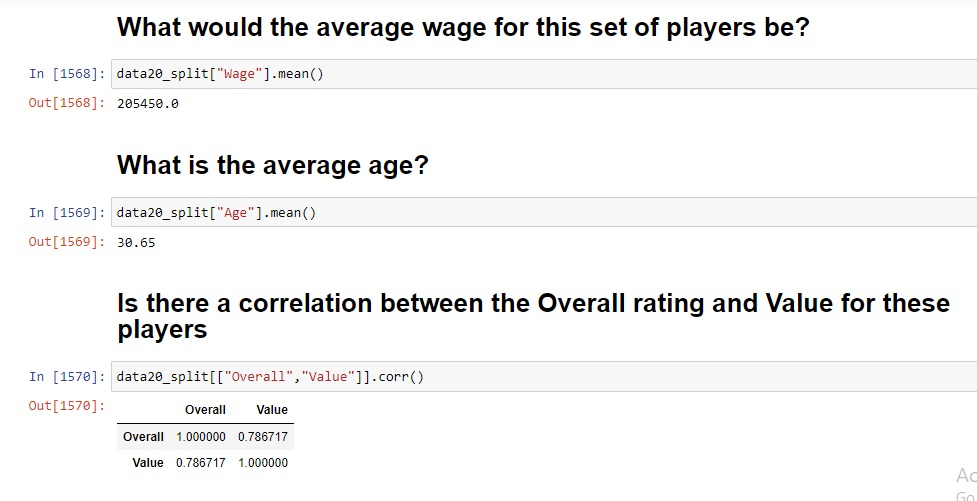 What would the average wage for this set of players be?
In [1568]: data20_split["Wage"].mean()
Out[1568]: 205450.0
What is the average age?
In [1569]: data20_split["Age"].mean()
Out[1569]: 30.65
Is there a correlation between the Overall rating and Value for these
players
In [1570]: data20_split[["Overall","Value"]].corr()
Out[1570]:
Overall Value
Overall 1.000000 0.786717
Value 0.786717 1.000000